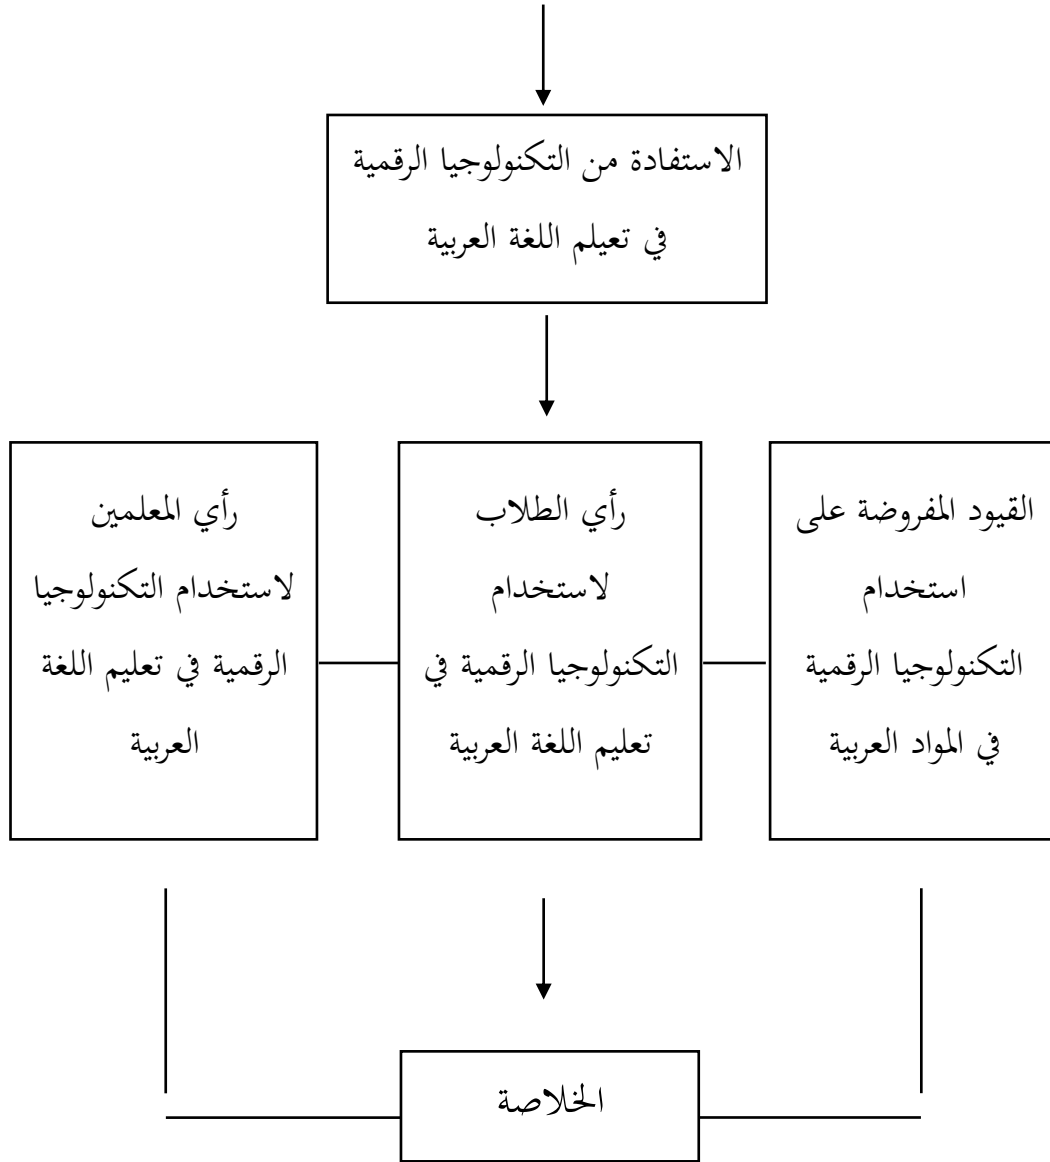 الاستفادة من التكنولوجيا الرقمية
في تعيلم اللغة العربية
القيود المفروضة على
استخدام
التكنولوجيا الرقمية
في المواد العربية
رأي الطلاب
لاستخدام
التكنولوجيا الرقمية في
تعليم اللغة العربية
رأي المعلمين
لاستخدام التكنولوجيا
الرقمية في تعليم اللغة
العربية
الخلاصة